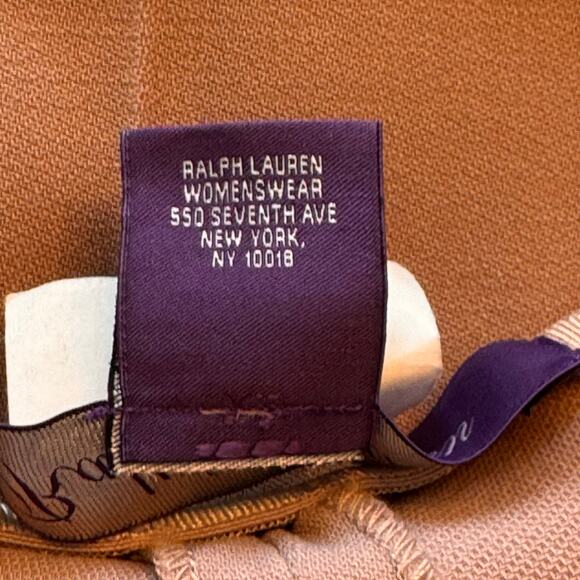 RALPH LAUREN
WOMENSWEAR
550 SEVENTH AVE
NEW YORK,
NY 10018